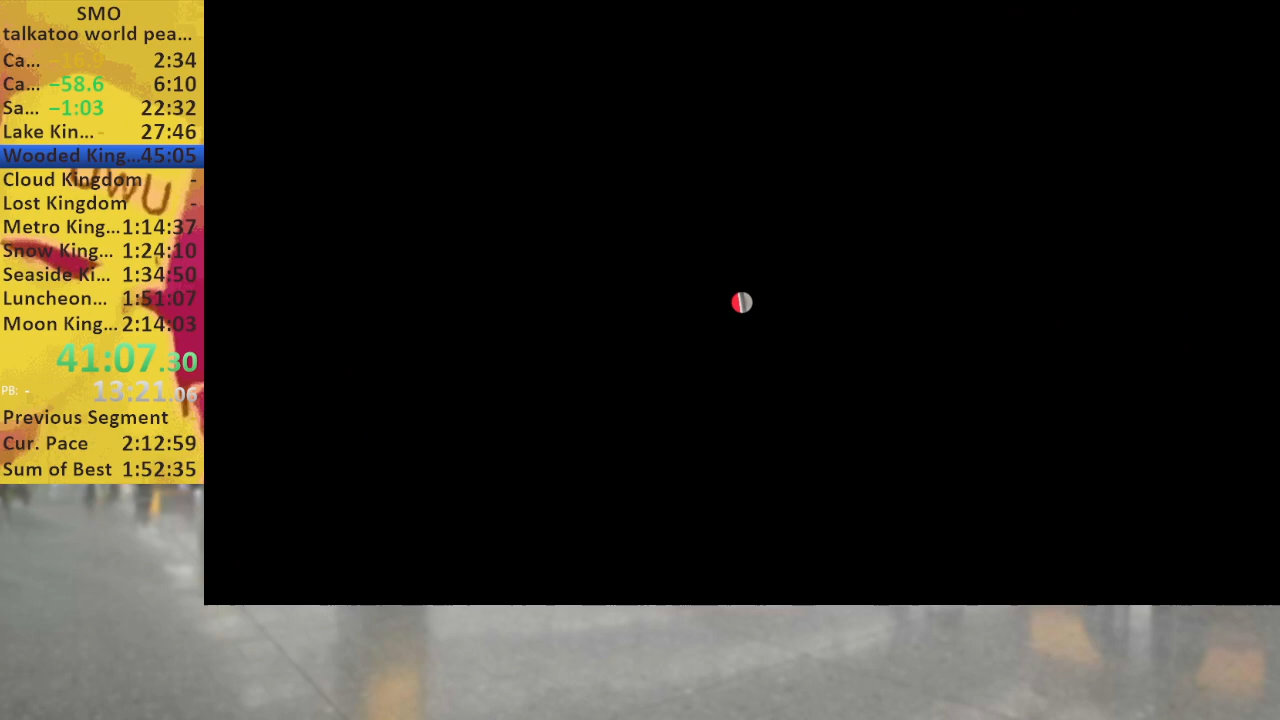 SMO
talkatoo world pea...
Ca... -16.9 2:34
Ca... -58.6 6:10
Sa... -1:03 22:32
Lake Kin... - 27:46
Wooded King... 45:05
Cloud Kingdom -
Lost Kingdom -
Metro King... 1:14:37
Snow King... 1:24:10
Seaside Ki... 1:34:50
Luncheon... 1:51:07
Moon King... 2:14:03
41:07.30
PB: - 13:21.06
Previous Segment
Cur. Pace 2:12:59
Sum of Best 1:52:35